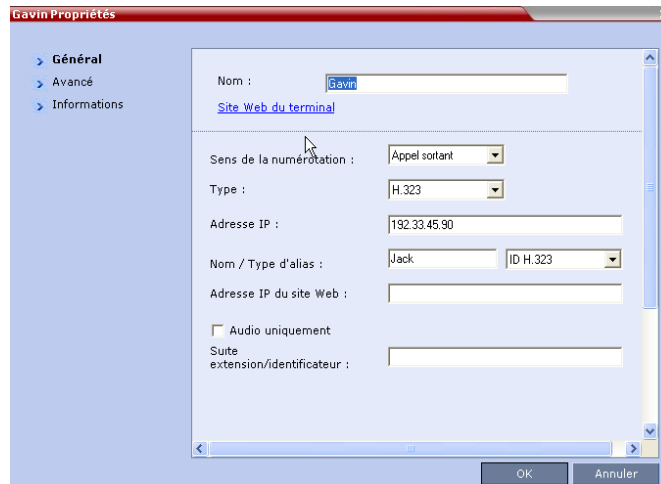 Gavin Propriétés
Général
Avancé
Informations
Nom : Gavin
Site Web du terminal
Sens de la numérotation : Appel sortant
Type : H.323
Adresse IP : 192.33.45.90
Nom / Type d'alias : Jack ID H.323
Adresse IP du site Web :
Audio uniquement
Suite
extension/identificateur :
OK Annuler